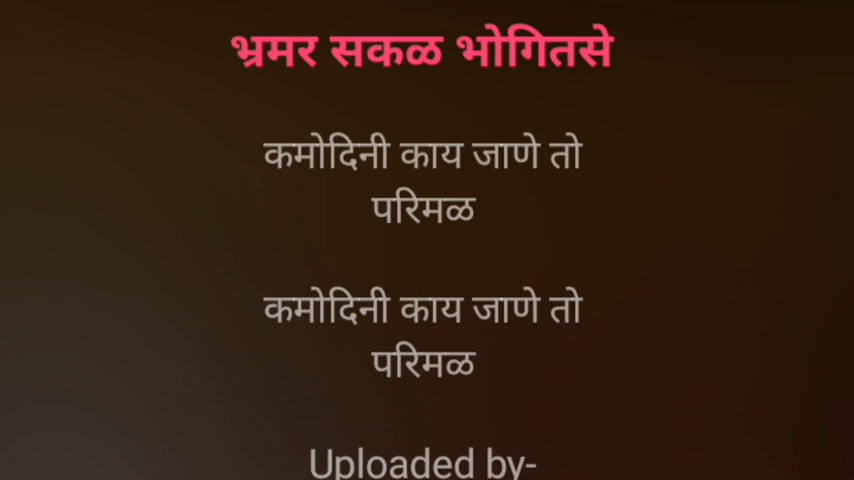 भ्रमर सकळ भोगितसे
कमोदिनी काय जाणे तो
परिमळ
कमोदिनी काय जाणे तो
परिमळ
Uploaded by-